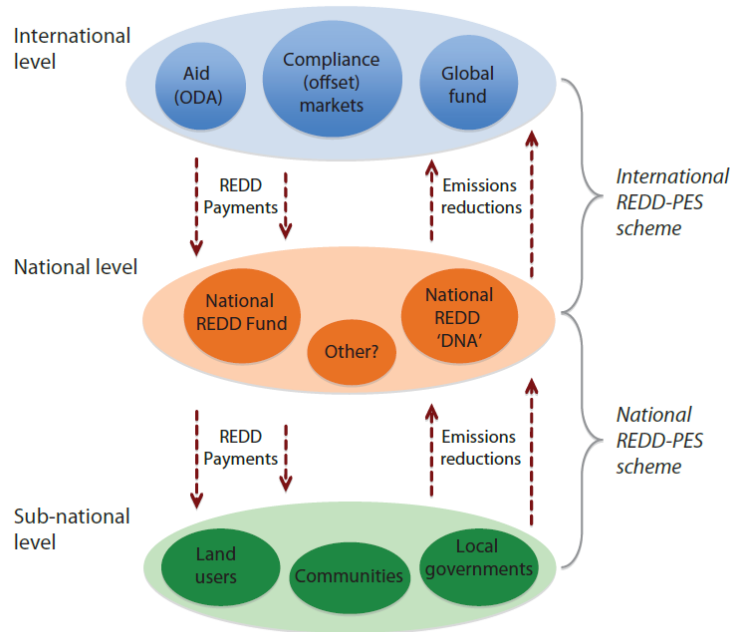 International
level
Aid
(ODA)
Compliance
(offset)
markets
Global
fund
REDD
Payments
Emissions
reductions
International
REDD-PES
scheme
National level
National
REDD Fund
Other?
National
REDD
‘DNA’
REDD
Payments
Emissions
reductions
National
REDD-PES
scheme
Sub-national
level
Land
users
Communities
Local
governments